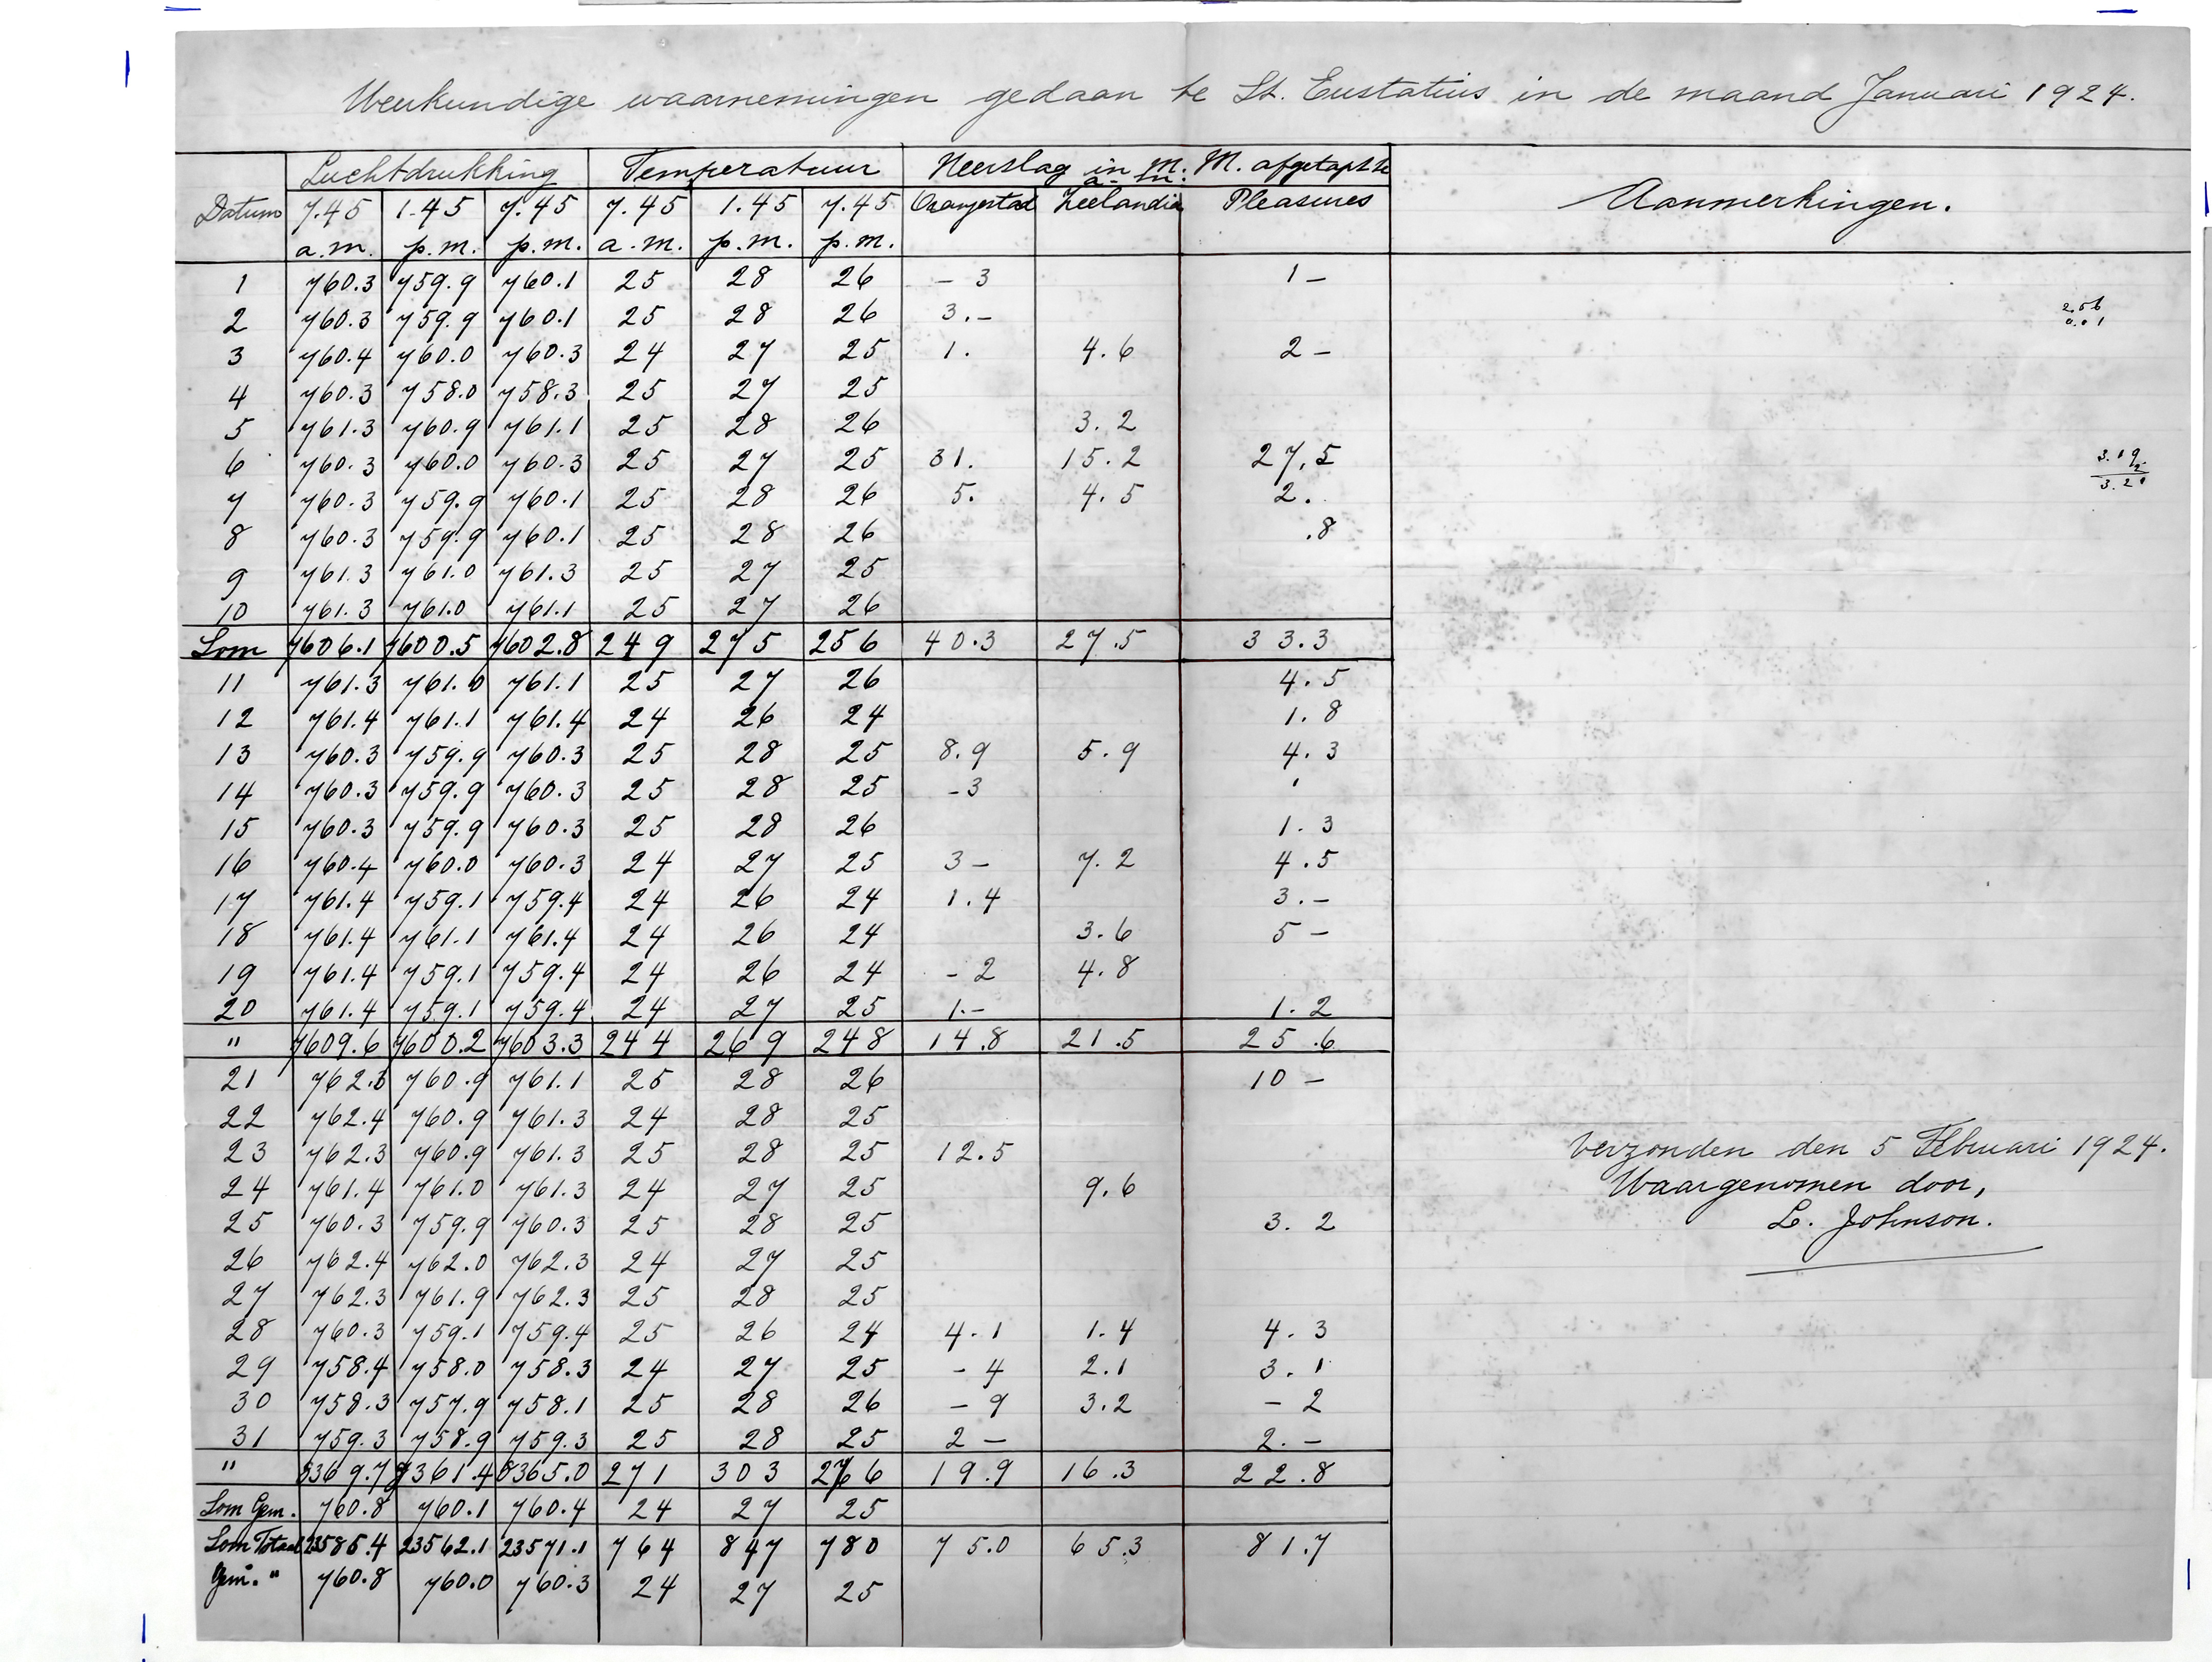 Weerkundige waarnemingen gedaan te St. Eustatius in de maand Januari 1924.
Datum Luchtdrukking Temperatuur Neerslag in m.M. afgetapt te Aanmerkingen.
7.45 1.45 7.45 7.45 1.45 7.45 Oranjestad Zeelandia Pleasures
a.m. p.m. p.m. a.m. p.m. p.m.
1 760.3 759.9 760.1 25 28 26 - 3 1 -
2 760.3 759.9 760.1 25 28 26 3.- 2.56
0.01
3 760.4 760.0 760.3 24 27 25 1. 4.6 2 -
4 760.3 758.0 758.3 25 27 25
5 761.3 760.9 761.1 25 28 26 3.2
6 760.3 760.0 760.3 25 27 25 31. 15.2 27,5 3.19
2
3.21
7 760.3 759.9 760.1 25 28 26 5. 4.5 2.
8 760.3 759.9 760.1 25 28 26 .8
9 761.3 761.0 761.3 25 27 25
10 761.3 761.0 761.1 25 27 26
Som 7606.1 7600.5 7602.8 249 275 256 40.3 27.5 33.3
11 761.3 761.0 761.1 25 27 26 4.5
12 761.4 761.1 761.4 24 26 24 1.8
13 760.3 759.9 760.3 25 28 25 8.9 5.9 4.3
14 760.3 759.9 760.3 25 28 25 -3
15 760.3 759.9 760.3 25 28 26 1.3
16 760.4 760.0 760.3 24 27 25 3- 7.2 4.5
17 761.4 759.1 759.4 24 26 24 1.4 3.-
18 761.4 761.1 761.4 24 26 24 3.6 5 -
19 761.4 759.1 759.4 24 26 24 - 2 4.8
20 761.4 759.1 759.4 24 27 25 1.- 1.2
" 7609.6 7600.2 7603.3 244 269 248 14.8 21.5 25.6
21 762.3 760.9 761.1 25 28 26 10 -
22 762.4 760.9 761.3 24 28 25
23 762.3 760.9 761.3 25 28 25 12.5
24 761.4 761.0 761.3 24 27 25 9.6
25 760.3 759.9 760.3 25 28 25 3.2
26 762.4 762.0 762.3 24 27 25
27 762.3 761.9 762.3 25 28 25
28 760.3 759.1 759.4 25 26 24 4.1 1.4 4.3
29 758.4 758.0 758.3 24 27 25 - 4 2.1 3.1
30 758.3 757.9 758.1 25 28 26 - 9 3.2 - 2
31 759.3 758.9 759.3 25 28 25 2 - 2.-
" 8369.7 8361.4 8365.0 271 303 276 19.9 16.3 22.8
Som Gem. 760.8 760.1 760.4 24 27 25
Som Totaal 23585.4 23562.1 23571.1 764 847 780 75.0 65.3 81.7
Gem. " 760.8 760.0 760.3 24 27 25
Verzonden den 5 Februari 1924.
Waargenomen door,
L. Johnson.